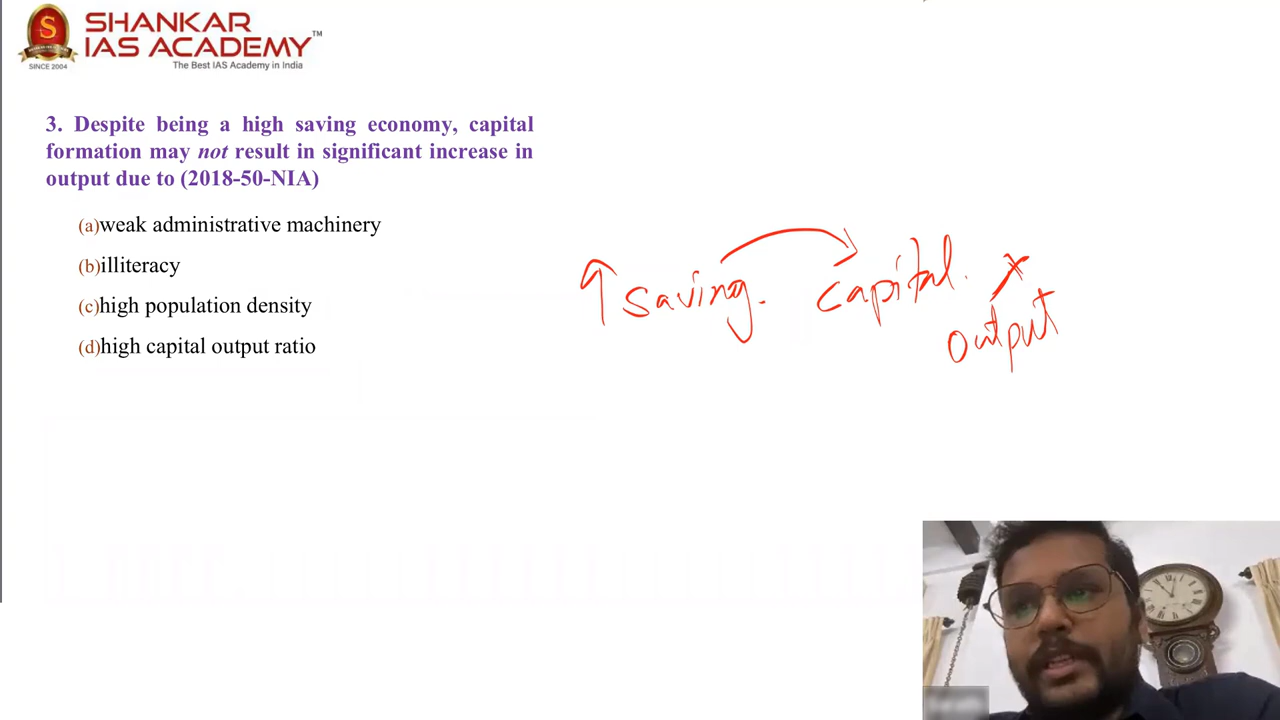 SHANKAR
IAS ACADEMY™
The Best IAS Academy in India
S
SINCE 2004
3. Despite being a high saving economy, capital
formation may not result in significant increase in
output due to (2018-50-NIA)
(a)weak administrative machinery
(b)illiteracy
(c)high population density
(d)high capital output ratio
↑ saving. capital.
output